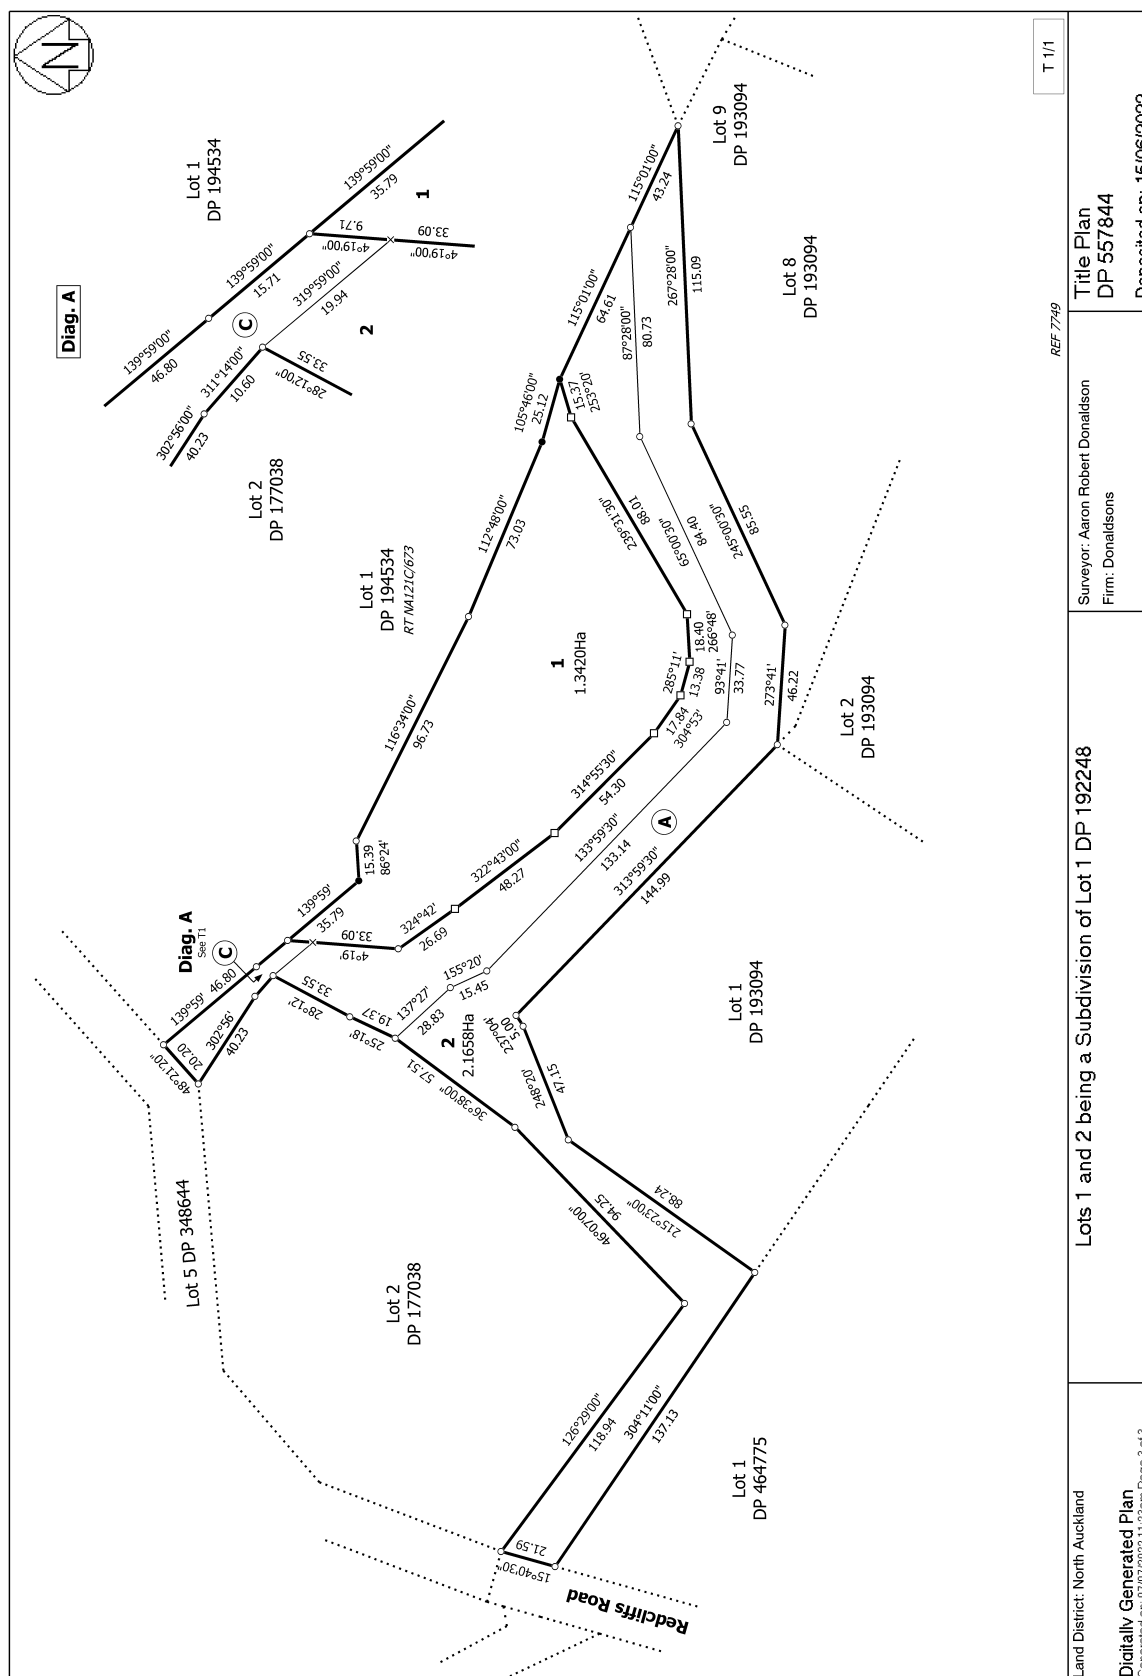 N
T 1/1
Diag. A
Lot 1
DP 194534
139°59'00"
46.80
139°59'00"
15.71
139°59'00"
35.79
302°56'00"
40.23
311°14'00"
10.60
C
319°59'00"
19.94
4°19'00"
9.71
4°19'00"
33.09
28°12'00"
33.55
1
2
Lot 2
DP 177038
Lot 1
DP 194534
RT NA121C/673
Lot 9
DP 193094
Lot 8
DP 193094
Lot 2
DP 193094
Lot 1
DP 193094
Lot 1
DP 464775
Lot 2
DP 177038
Lot 5 DP 348644
Redcliffs Road
Diag. A
See T1
C
139°59'
46.80
48°21'20"
20.20
302°56'
40.23
139°59'
35.79
86°24'
15.39
116°34'00"
96.73
112°48'00"
73.03
105°46'00"
25.12
115°01'00"
64.61
115°01'00"
43.24
267°28'00"
115.09
87°28'00"
80.73
15.37
253°20'
239°31'30"
88.01
65°00'30"
84.40
245°00'30"
85.55
18.40
266°48'
285°11'
13.38
93°41'
33.77
273°41'
46.22
17.84
304°53'
314°55'30"
54.30
322°43'00"
48.27
324°42'
26.69
4°19'
33.09
133°59'30"
133.14
A
313°59'30"
144.99
155°20'
15.45
137°27'
28.83
28°12'
33.55
25°18'
19.37
36°38'00"
57.51
237°04'
5.00
248°20'
47.15
215°23'00"
88.24
46°07'00"
94.25
126°29'00"
118.94
304°11'00"
137.13
15°40'30"
21.59
1
1.3420Ha
2
2.1658Ha
REF 7749
Land District: North Auckland
Digitally Generated Plan
Lots 1 and 2 being a Subdivision of Lot 1 DP 192248
Surveyor: Aaron Robert Donaldson
Firm: Donaldsons
Title Plan
DP 557844
Deposited on: 15/06/2022